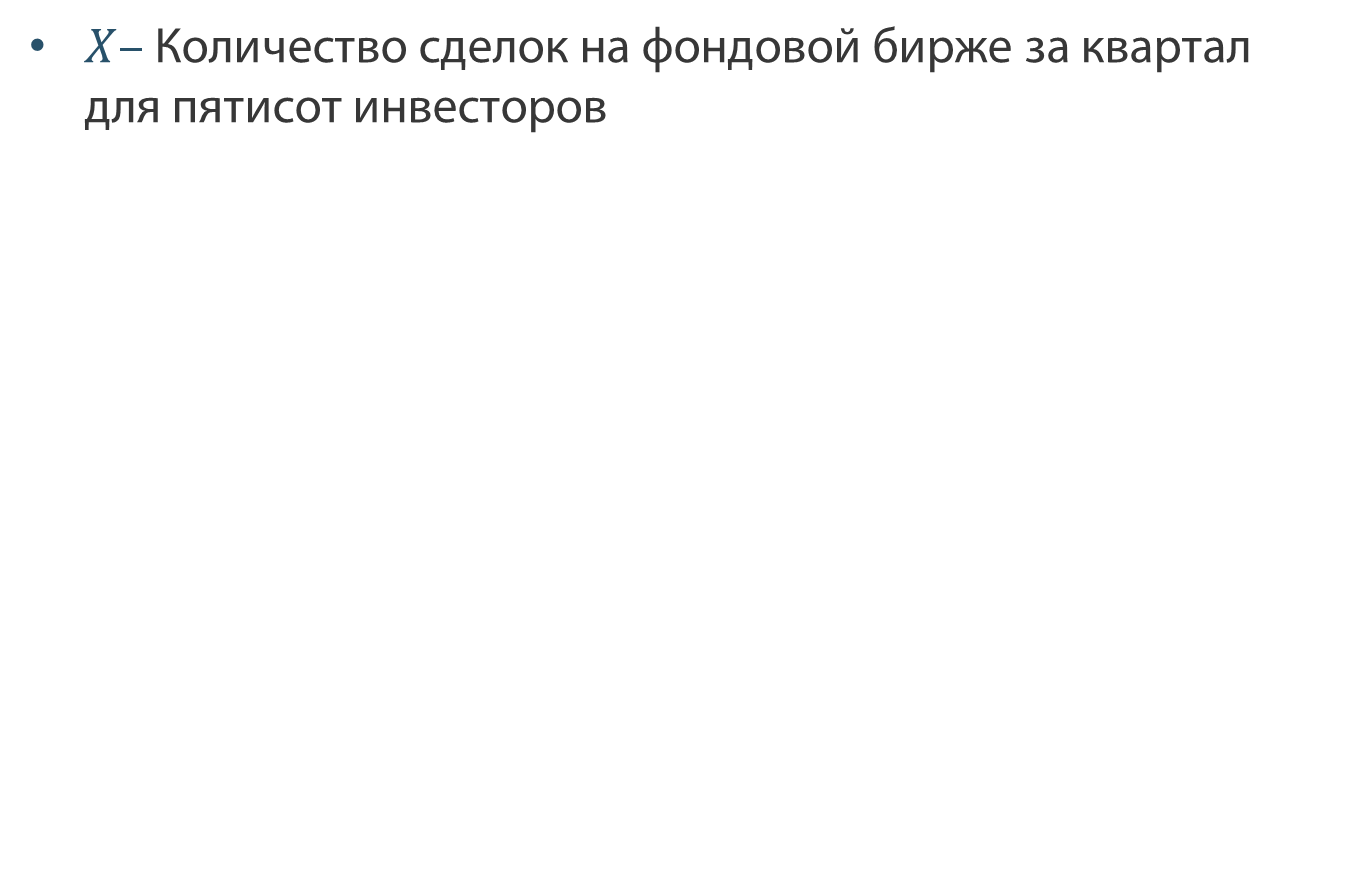 • X – Количество сделок на фондовой бирже за квартал
для пятисот инвесторов